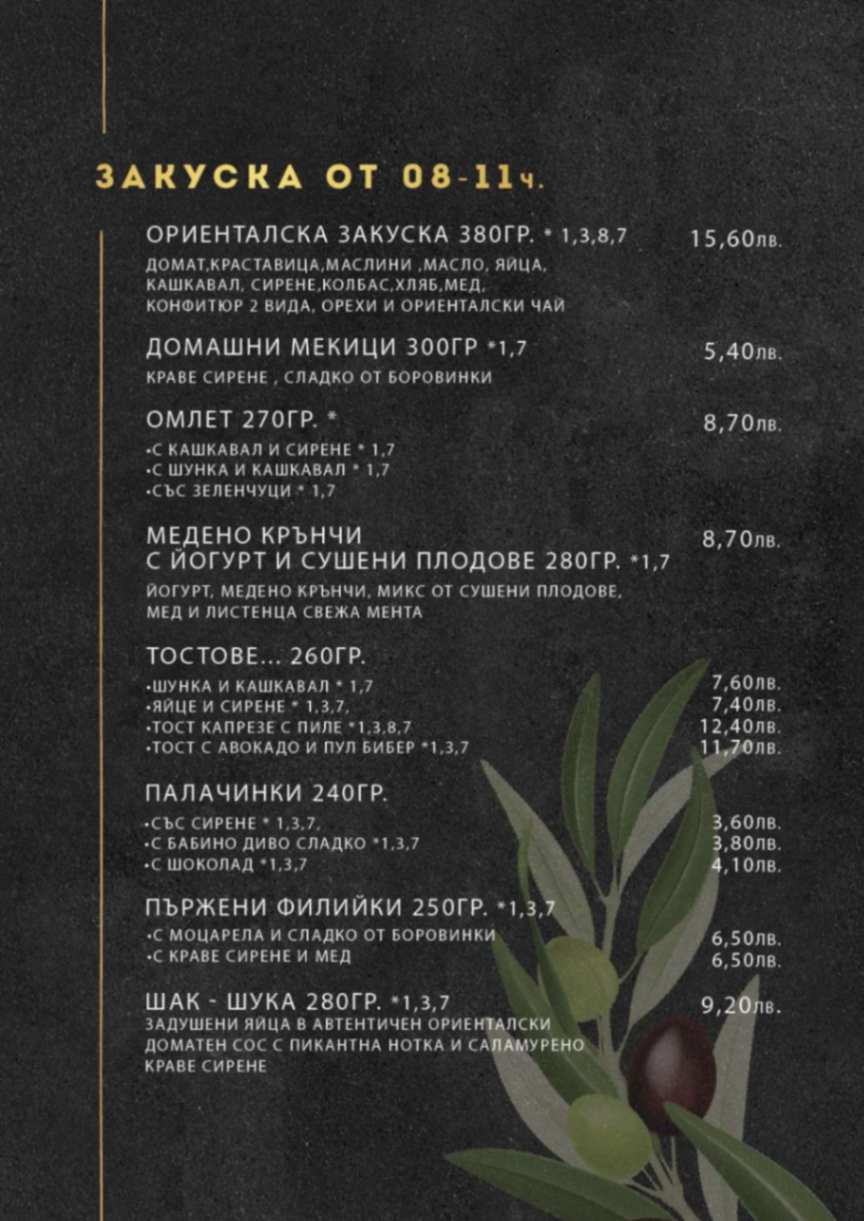 ЗАКУСКА ОТ 08-11ч.
ОРИЕНТАЛСКА ЗАКУСКА 380ГР. * 1,3,8,7 15,60лв.
ДОМАТ,КРАСТАВИЦА,МАСЛИНИ ,МАСЛО, ЯЙЦА,
КАШКАВАЛ, СИРЕНЕ,КОЛБАС,ХЛЯБ,МЕД,
КОНФИТЮР 2 ВИДА, ОРЕХИ И ОРИЕНТАЛСКИ ЧАЙ
ДОМАШНИ МЕКИЦИ 300ГР *1,7 5,40лв.
КРАВЕ СИРЕНЕ , СЛАДКО ОТ БОРОВИНКИ
ОМЛЕТ 270ГР. * 8,70лв.
•С КАШКАВАЛ И СИРЕНЕ * 1,7
•С ШУНКА И КАШКАВАЛ * 1,7
•СЪС ЗЕЛЕНЧУЦИ * 1,7
МЕДЕНО КРЪНЧИ 8,70лв.
С ЙОГУРТ И СУШЕНИ ПЛОДОВЕ 280ГР. *1,7
ЙОГУРТ, МЕДЕНО КРЪНЧИ, МИКС ОТ СУШЕНИ ПЛОДОВЕ,
МЕД И ЛИСТЕНЦА СВЕЖА МЕНТА
ТОСТОВЕ... 260ГР.
•ШУНКА И КАШКАВАЛ * 1,7 7,60лв.
•ЯЙЦЕ И СИРЕНЕ * 1,3,7, 7,40лв.
•ТОСТ КАПРЕЗЕ С ПИЛЕ *1,3,8,7 12,40лв.
•ТОСТ С АВОКАДО И ПУЛ БИБЕР *1,3,7 11,70лв.
ПАЛАЧИНКИ 240ГР.
•СЪС СИРЕНЕ * 1,3,7, 3,60лв.
•С БАБИНО ДИВО СЛАДКО *1,3,7 3,80лв.
•С ШОКОЛАД *1,3,7 4,10лв.
ПЪРЖЕНИ ФИЛИЙКИ 250ГР. *1,3,7
•С МОЦАРЕЛА И СЛАДКО ОТ БОРОВИНКИ 6,50лв.
•С КРАВЕ СИРЕНЕ И МЕД 6,50лв.
ШАК - ШУКА 280ГР. *1,3,7 9,20лв.
ЗАДУШЕНИ ЯЙЦА В АВТЕНТИЧЕН ОРИЕНТАЛСКИ
ДОМАТЕН СОС С ПИКАНТНА НОТКА И САЛАМУРЕНО
КРАВЕ СИРЕНЕ